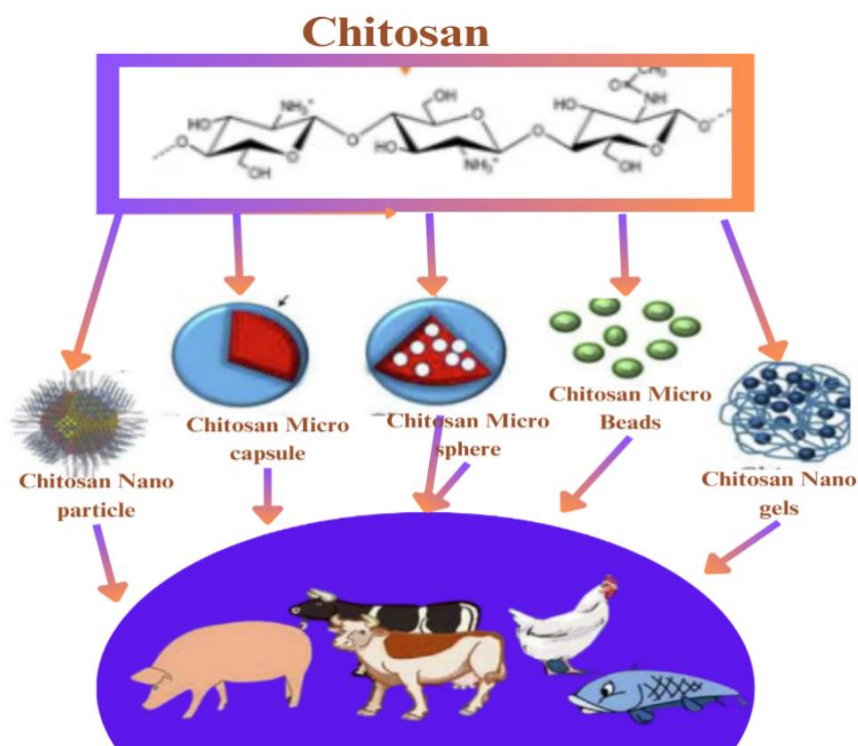 Chitosan
CH₃
O
NH
HO
NH₃⁺
O
OH
O
HO
O
OH
O
HO
NH₃⁺
O
O
OH
O
Chitosan Micro
capsule
Chitosan Micro
sphere
Chitosan Micro
Beads
Chitosan Nano
particle
Chitosan Nano
gels